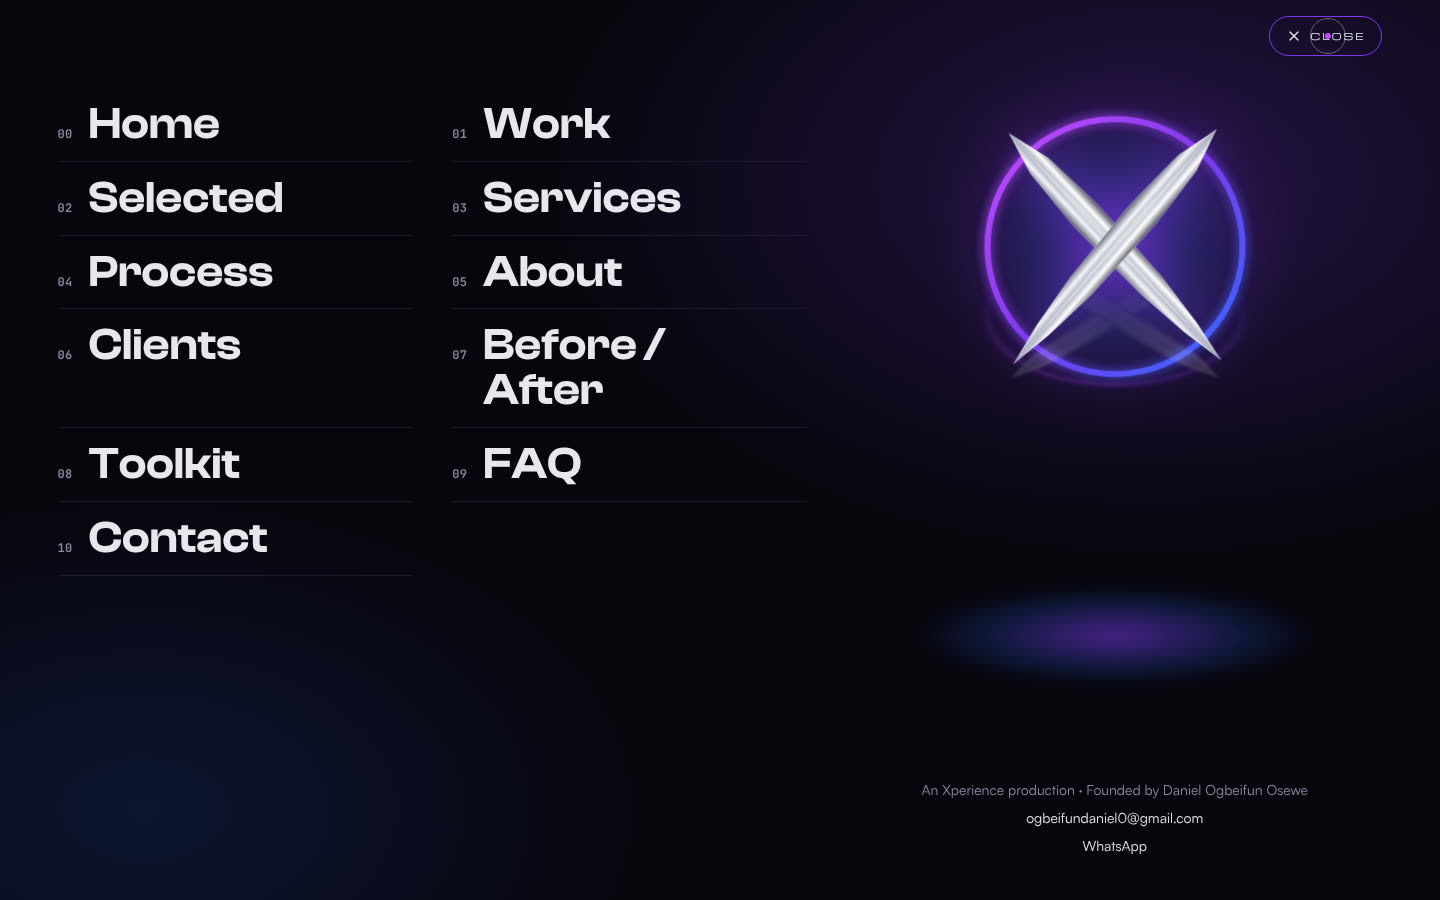 ✕ CLOSE
00 Home
01 Work
02 Selected
03 Services
04 Process
05 About
06 Clients
07 Before /
After
08 Toolkit
09 FAQ
10 Contact
An Xperience production · Founded by Daniel Ogbeifun Osewe
ogbeifundaniel0@gmail.com
WhatsApp